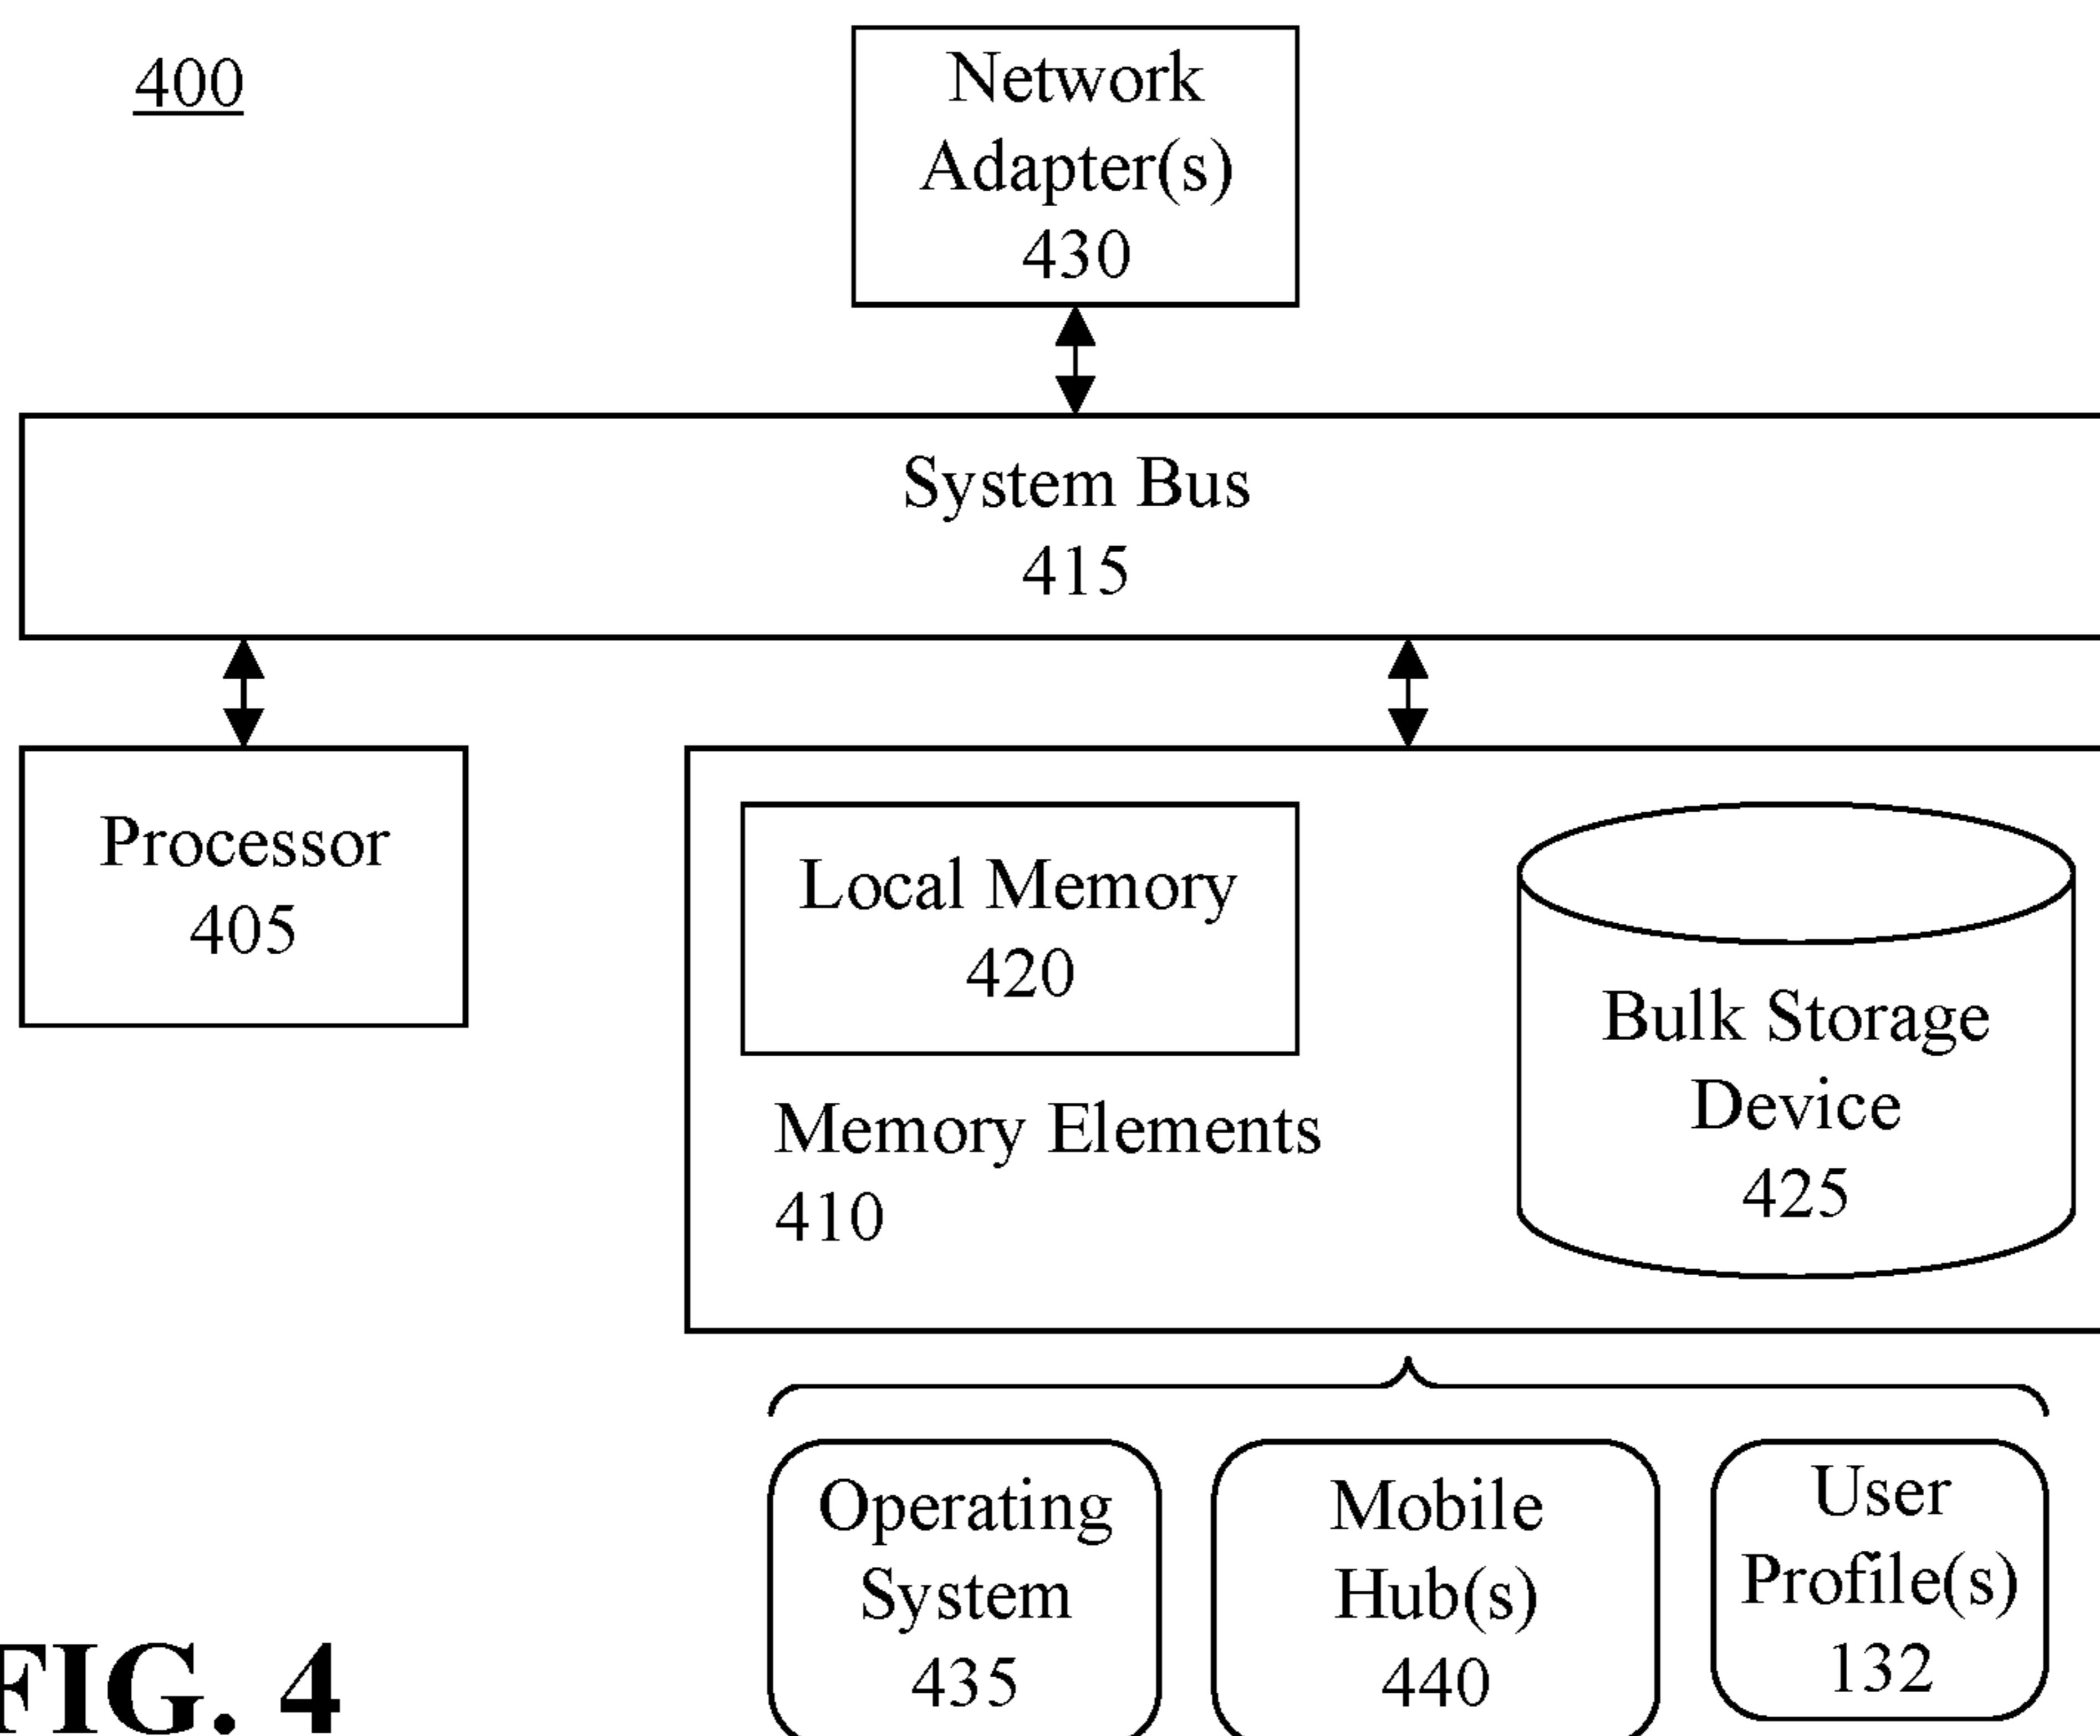 400
Network
Adapter(s)
430
System Bus
415
Processor
405
Local Memory
420
Memory Elements
410
Bulk Storage
Device
425
Operating
System
435
Mobile
Hub(s)
440
User
Profile(s)
132
FIG. 4